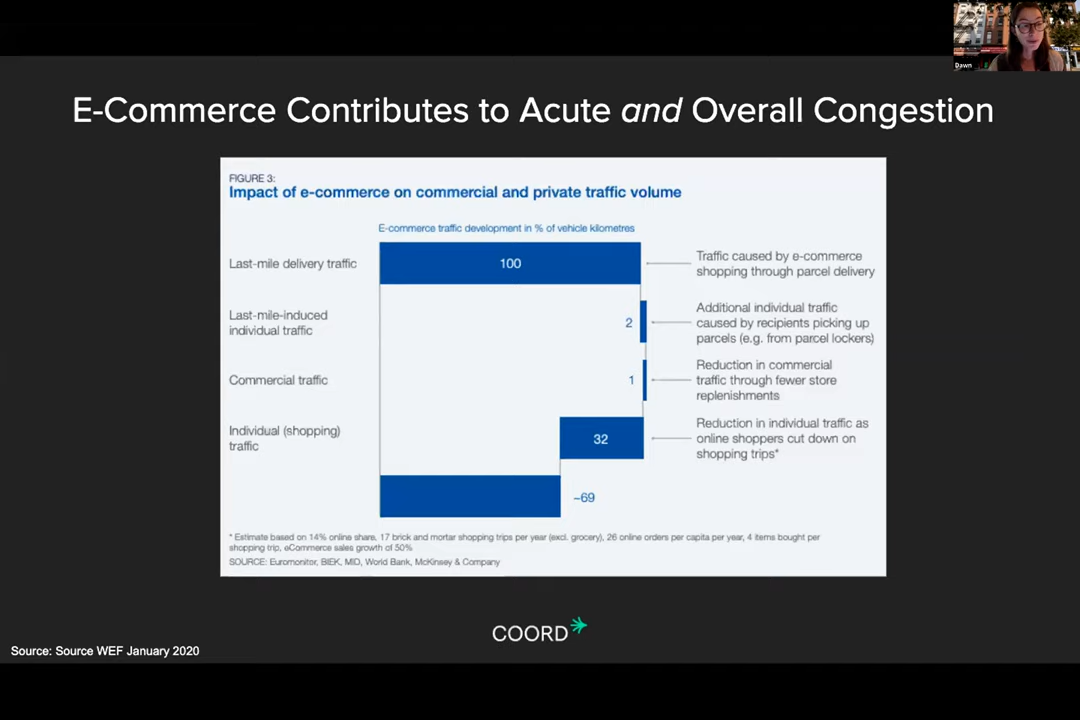 Dawn
E-Commerce Contributes to Acute and Overall Congestion
FIGURE 3:
Impact of e-commerce on commercial and private traffic volume
E-commerce traffic development in % of vehicle kilometres
Last-mile delivery traffic
100
Traffic caused by e-commerce
shopping through parcel delivery
Last-mile-induced
individual traffic
2
Additional individual traffic
caused by recipients picking up
parcels (e.g. from parcel lockers)
Commercial traffic
1
Reduction in commercial
traffic through fewer store
replenishments
Individual (shopping)
traffic
32
Reduction in individual traffic as
online shoppers cut down on
shopping trips*
~69
* Estimate based on 14% online share, 17 brick and mortar shopping trips per year (excl. grocery), 26 online orders per capita per year, 4 items bought per
shopping trip, eCommerce sales growth of 50%
SOURCE: Euromonitor, BIEK, MID, World Bank, McKinsey & Company
COORD
Source: Source WEF January 2020